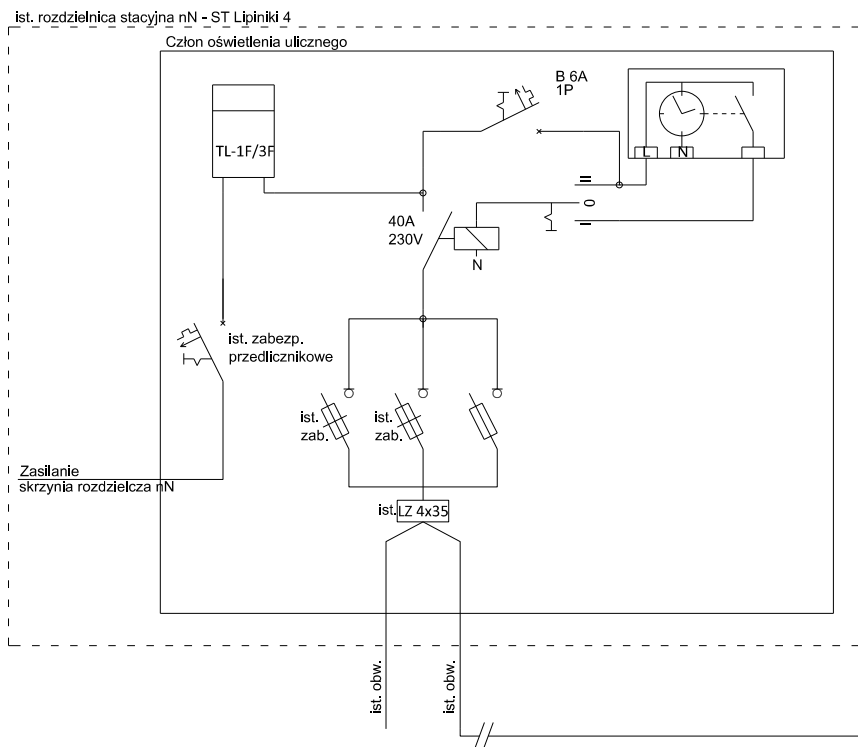 ist. rozdzielnica stacyjna nN - ST Lipiniki 4
Człon oświetlenia ulicznego
B 6A
1P
TL-1F/3F
L
N
II
0
I
40A
230V
N
ist. zabezp.
przedlicznikowe
ist.
zab.
ist.
zab.
Zasilanie
skrzynia rozdzielcza nN
ist. LZ 4x35
ist. obw.
ist. obw.